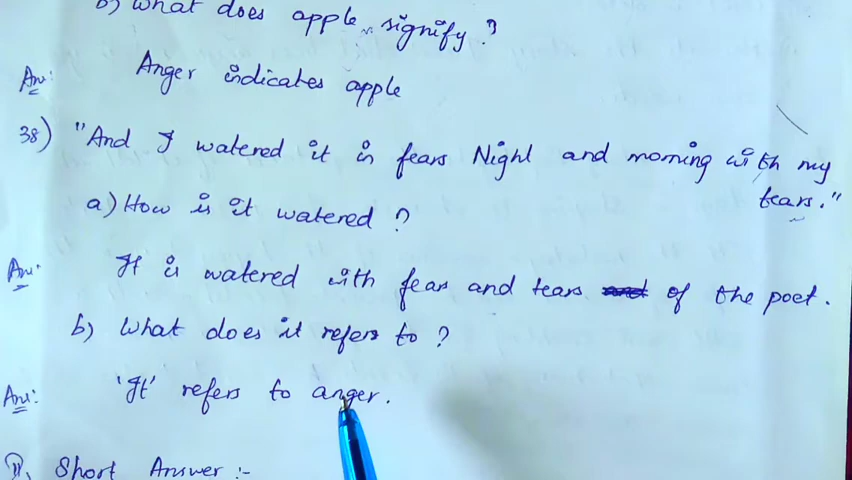 b) What does apple signify?
Ans: Anger indicates apple
38) "And I watered it in fears Night and morning with my
tears."
a) How is it watered?
Ans: It is watered with fear and tears of the poet.
b) What does it refers to?
Ans: 'It' refers to anger.
II, Short Answer :-